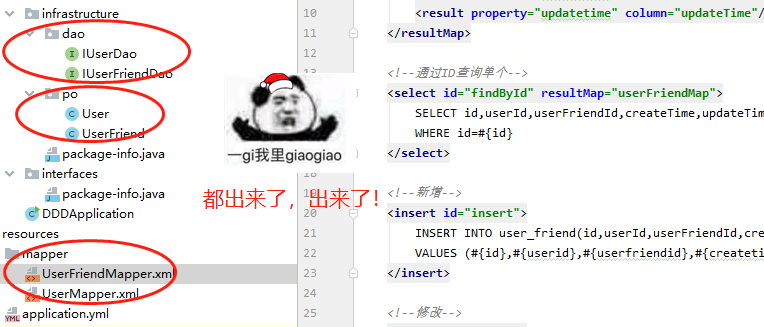 infrastructure
dao
IUserDao
IUserFriendDao
po
User
UserFriend
package-info.java
interfaces
package-info.java
DDDApplication
resources
mapper
UserFriendMapper.xml
UserMapper.xml
application.yml
一gi我里giaogiao
都出来了，出来了！
10 <result property="updatetime" column="updateTime"/
11 </resultMap>
12
<!--通过ID查询单个-->
<select id="findById" resultMap="userFriendMap">
SELECT id,userId,userFriendId,createTime,updateTim
WHERE id=#{id}
</select>
18
19 <!--新增-->
20 <insert id="insert">
21 INSERT INTO user_friend(id,userId,userFriendId,cre
22 VALUES (#{id},#{userid},#{userfriendid},#{createti
23 </insert>
24
25 <!--修改-->